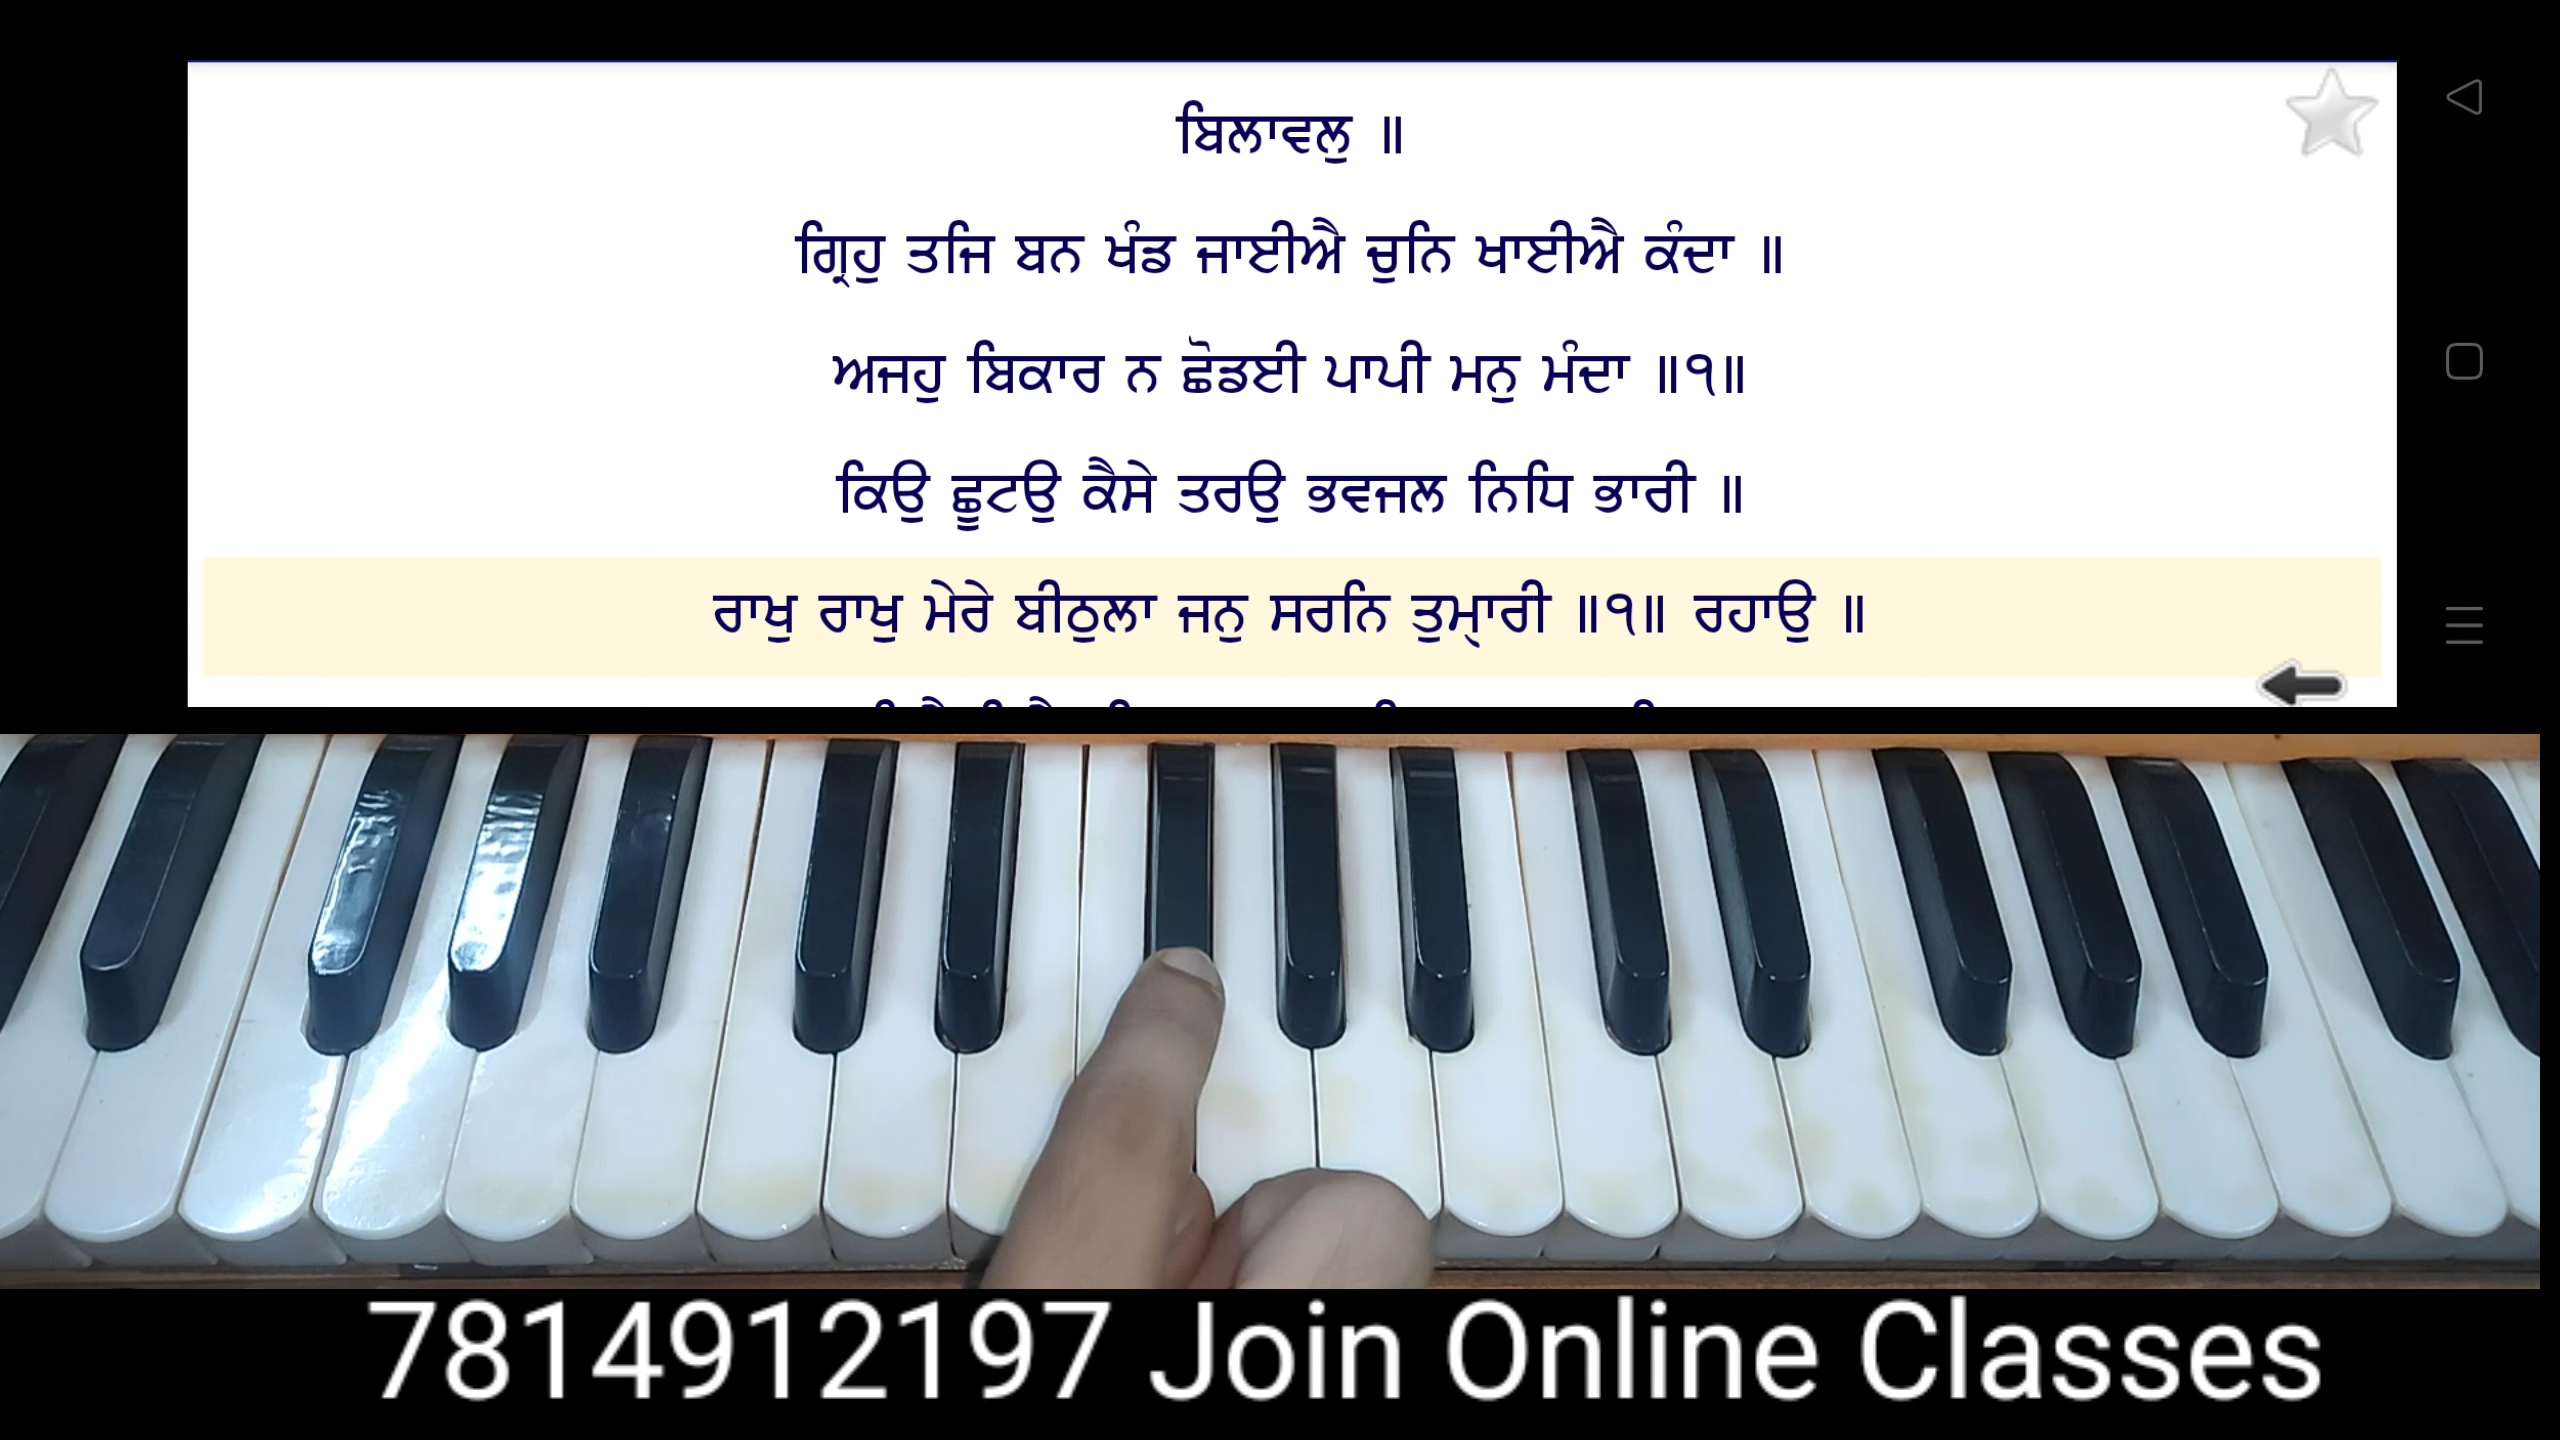 ਬਿਲਾਵਲੁ ॥
ਗ੍ਰਿਹੁ ਤਜਿ ਬਨ ਖੰਡ ਜਾਈਐ ਚੁਨਿ ਖਾਈਐ ਕੰਦਾ ॥
ਅਜਹੁ ਬਿਕਾਰ ਨ ਛੋਡਈ ਪਾਪੀ ਮਨੁ ਮੰਦਾ ॥੧॥
ਕਿਉ ਛੂਟਉ ਕੈਸੇ ਤਰਉ ਭਵਜਲ ਨਿਧਿ ਭਾਰੀ ॥
ਰਾਖੁ ਰਾਖੁ ਮੇਰੇ ਬੀਠੁਲਾ ਜਨੁ ਸਰਨਿ ਤੁਮੑਾਰੀ ॥੧॥ ਰਹਾਉ ॥
7814912197 Join Online Classes